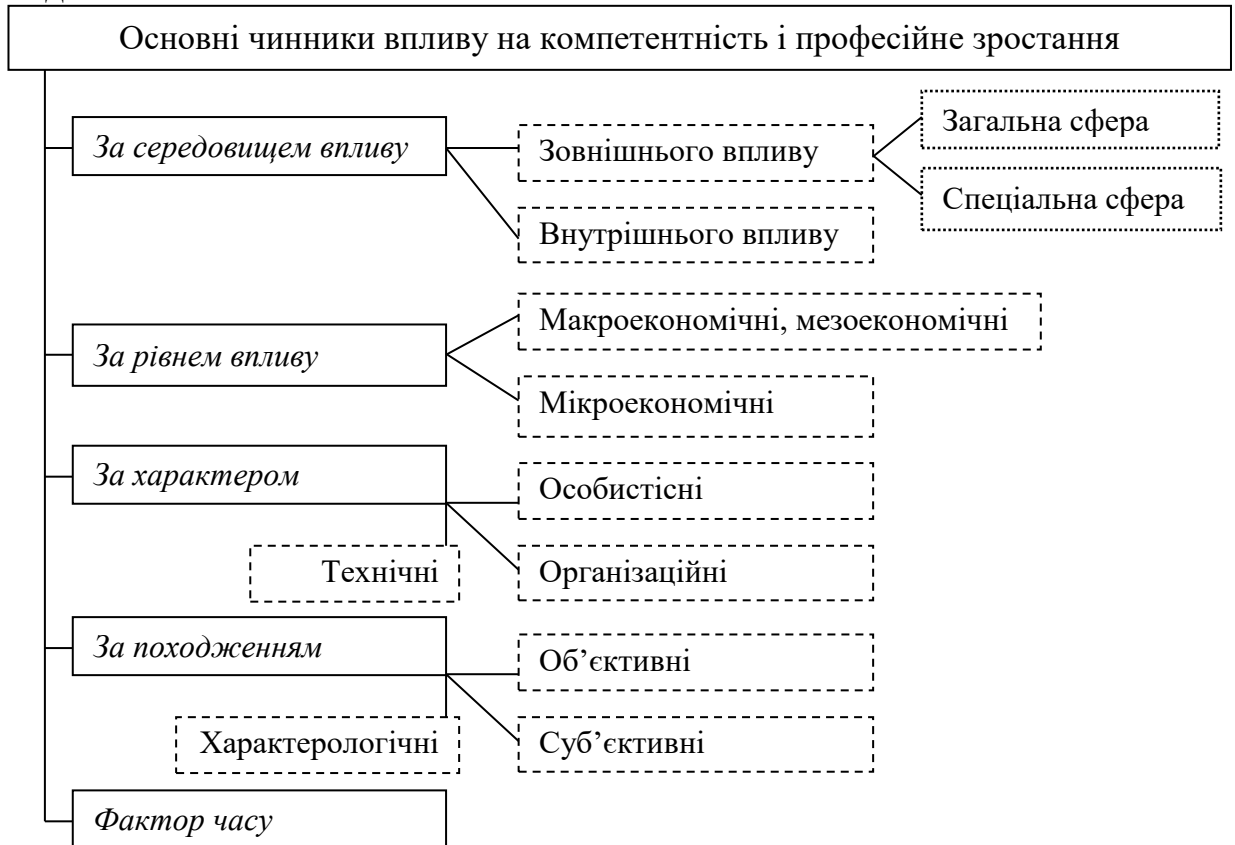 Основні чинники впливу на компетентність і професійне зростання
За середовищем впливу
Зовнішнього впливу
Загальна сфера
Спеціальна сфера
Внутрішнього впливу
За рівнем впливу
Макроекономічні, мезоекономічні
Мікроекономічні
За характером
Особистісні
Технічні
Організаційні
За походженням
Об’єктивні
Характерологічні
Суб’єктивні
Фактор часу